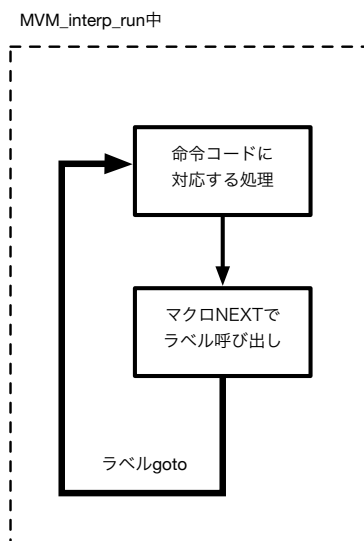 MVM_interp_run中
命令コードに
対応する処理
マクロNEXTで
ラベル呼び出し
ラベルgoto